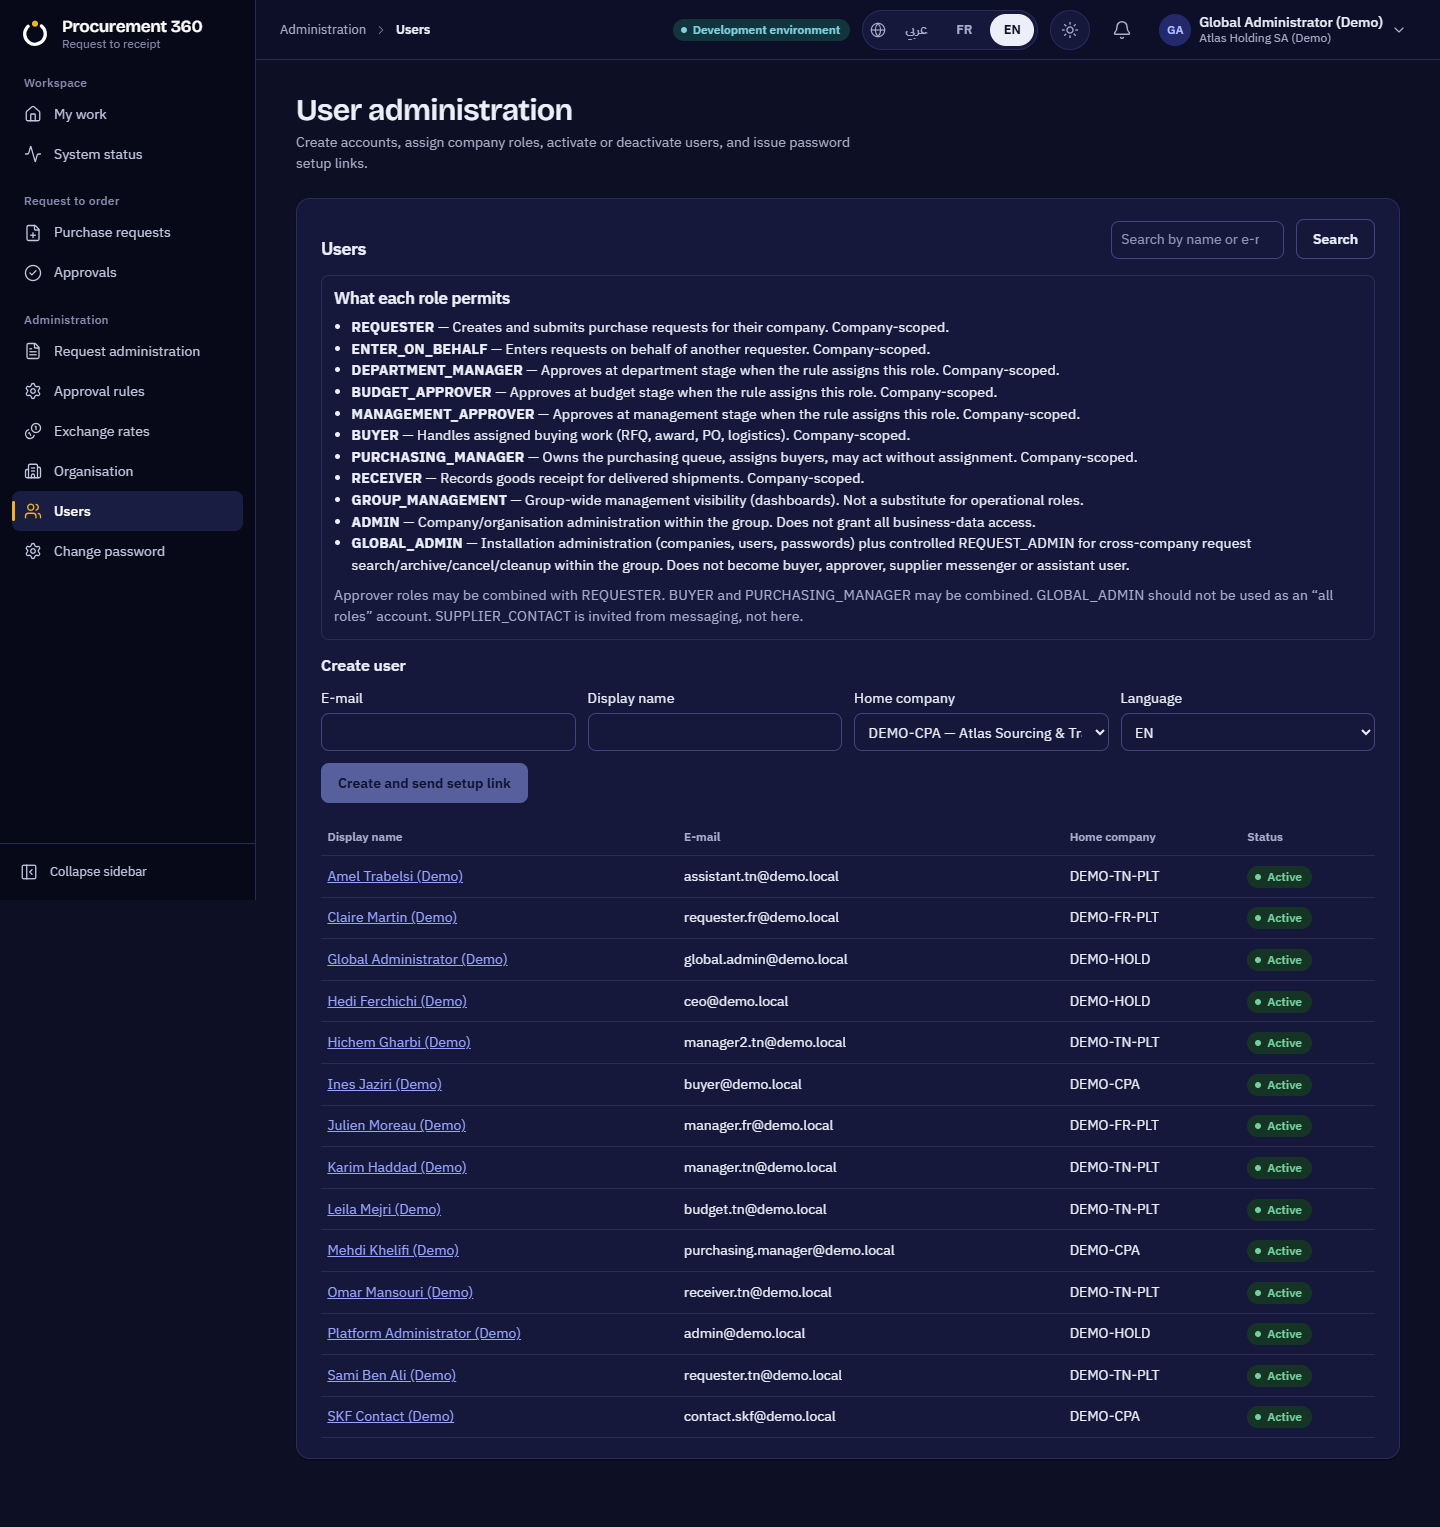 Procurement 360
Request to receipt
Workspace
My work
System status
Request to order
Purchase requests
Approvals
Administration
Request administration
Approval rules
Exchange rates
Organisation
Users
Change password
Collapse sidebar
Administration > Users
Development environment
عربي
FR
EN
GA
Global Administrator (Demo)
Atlas Holding SA (Demo)
User administration
Create accounts, assign company roles, activate or deactivate users, and issue password
setup links.
Users
Search by name or e-r
Search
What each role permits
• REQUESTER — Creates and submits purchase requests for their company. Company-scoped.
• ENTER_ON_BEHALF — Enters requests on behalf of another requester. Company-scoped.
• DEPARTMENT_MANAGER — Approves at department stage when the rule assigns this role. Company-scoped.
• BUDGET_APPROVER — Approves at budget stage when the rule assigns this role. Company-scoped.
• MANAGEMENT_APPROVER — Approves at management stage when the rule assigns this role. Company-scoped.
• BUYER — Handles assigned buying work (RFQ, award, PO, logistics). Company-scoped.
• PURCHASING_MANAGER — Owns the purchasing queue, assigns buyers, may act without assignment. Company-scoped.
• RECEIVER — Records goods receipt for delivered shipments. Company-scoped.
• GROUP_MANAGEMENT — Group-wide management visibility (dashboards). Not a substitute for operational roles.
• ADMIN — Company/organisation administration within the group. Does not grant all business-data access.
• GLOBAL_ADMIN — Installation administration (companies, users, passwords) plus controlled REQUEST_ADMIN for cross-company request
search/archive/cancel/cleanup within the group. Does not become buyer, approver, supplier messenger or assistant user.
Approver roles may be combined with REQUESTER. BUYER and PURCHASING_MANAGER may be combined. GLOBAL_ADMIN should not be used as an “all
roles” account. SUPPLIER_CONTACT is invited from messaging, not here.
Create user
E-mail
Display name
Home company
Language
DEMO-CPA — Atlas Sourcing & Tr
EN
Create and send setup link
Display name E-mail Home company Status
Amel Trabelsi (Demo) assistant.tn@demo.local DEMO-TN-PLT Active
Claire Martin (Demo) requester.fr@demo.local DEMO-FR-PLT Active
Global Administrator (Demo) global.admin@demo.local DEMO-HOLD Active
Hedi Ferchichi (Demo) ceo@demo.local DEMO-HOLD Active
Hichem Gharbi (Demo) manager2.tn@demo.local DEMO-TN-PLT Active
Ines Jaziri (Demo) buyer@demo.local DEMO-CPA Active
Julien Moreau (Demo) manager.fr@demo.local DEMO-FR-PLT Active
Karim Haddad (Demo) manager.tn@demo.local DEMO-TN-PLT Active
Leila Mejri (Demo) budget.tn@demo.local DEMO-TN-PLT Active
Mehdi Khelifi (Demo) purchasing.manager@demo.local DEMO-CPA Active
Omar Mansouri (Demo) receiver.tn@demo.local DEMO-TN-PLT Active
Platform Administrator (Demo) admin@demo.local DEMO-HOLD Active
Sami Ben Ali (Demo) requester.tn@demo.local DEMO-TN-PLT Active
SKF Contact (Demo) contact.skf@demo.local DEMO-CPA Active